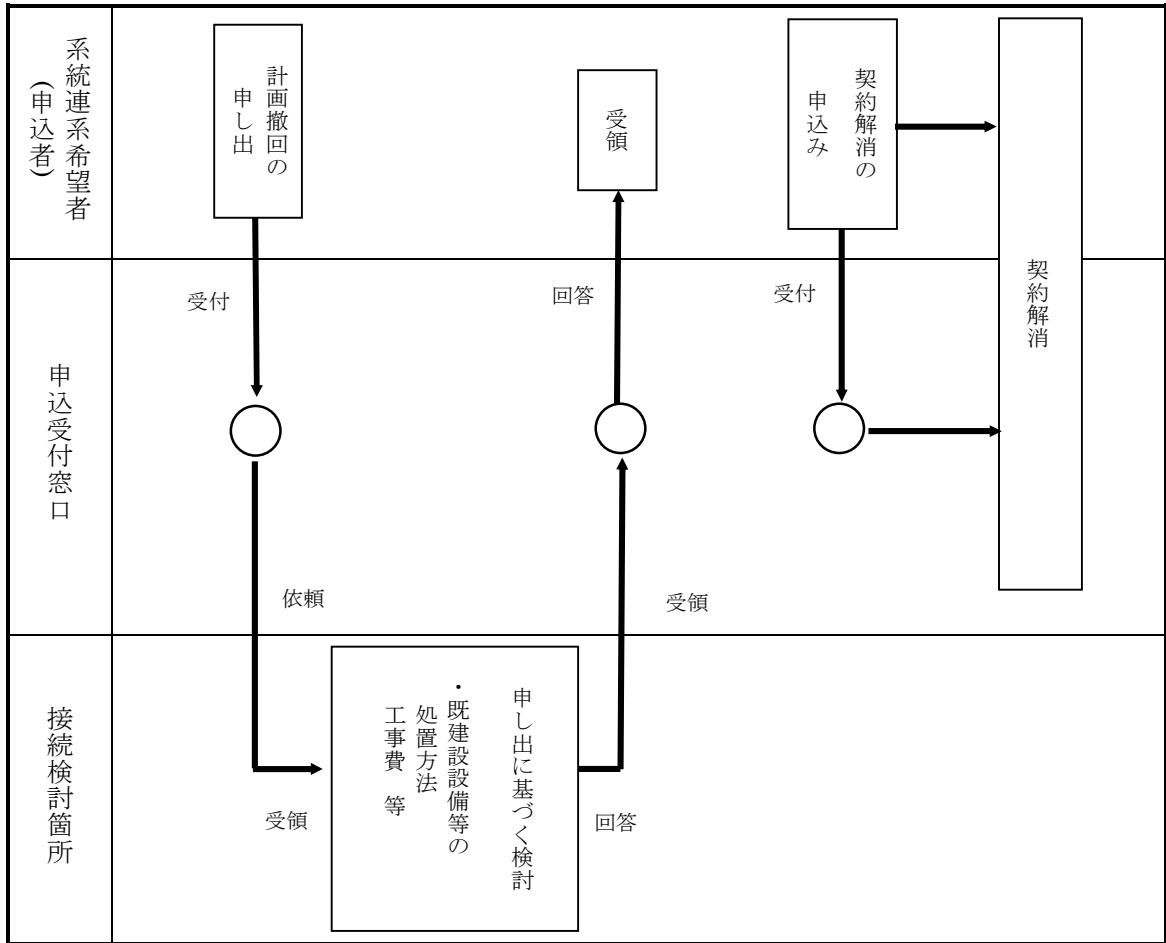 系統連系希望者
(申込者)
計画撤回の
申し出
受領
契約解消の
申込み
契約解消
申込受付窓口
受付
回答
受付
依頼
受領
接続検討箇所
受領
申し出に基づく検討
・既建設設備等の
処置方法
工事費 等
回答